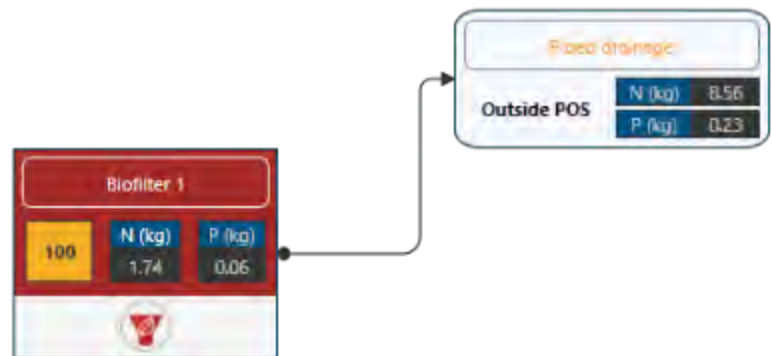 Piped drainage
Outside POS
N (kg) 8.56
P (kg) 0.23
Biofilter 1
100
N (kg) P (kg)
1.74 0.06